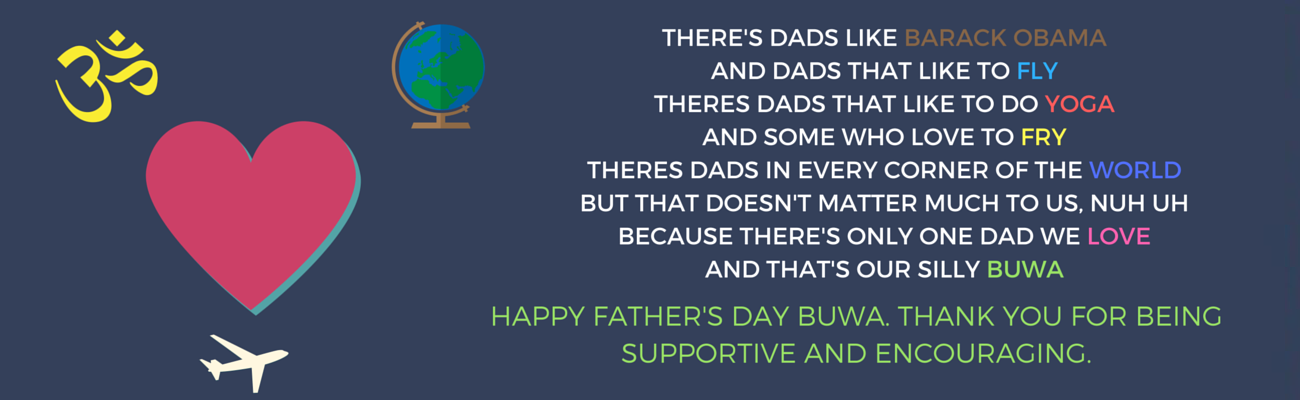 ॐ
THERE'S DADS LIKE BARACK OBAMA
AND DADS THAT LIKE TO FLY
THERES DADS THAT LIKE TO DO YOGA
AND SOME WHO LOVE TO FRY
THERES DADS IN EVERY CORNER OF THE WORLD
BUT THAT DOESN'T MATTER MUCH TO US, NUH UH
BECAUSE THERE'S ONLY ONE DAD WE LOVE
AND THAT'S OUR SILLY BUWA
HAPPY FATHER'S DAY BUWA. THANK YOU FOR BEING
SUPPORTIVE AND ENCOURAGING.